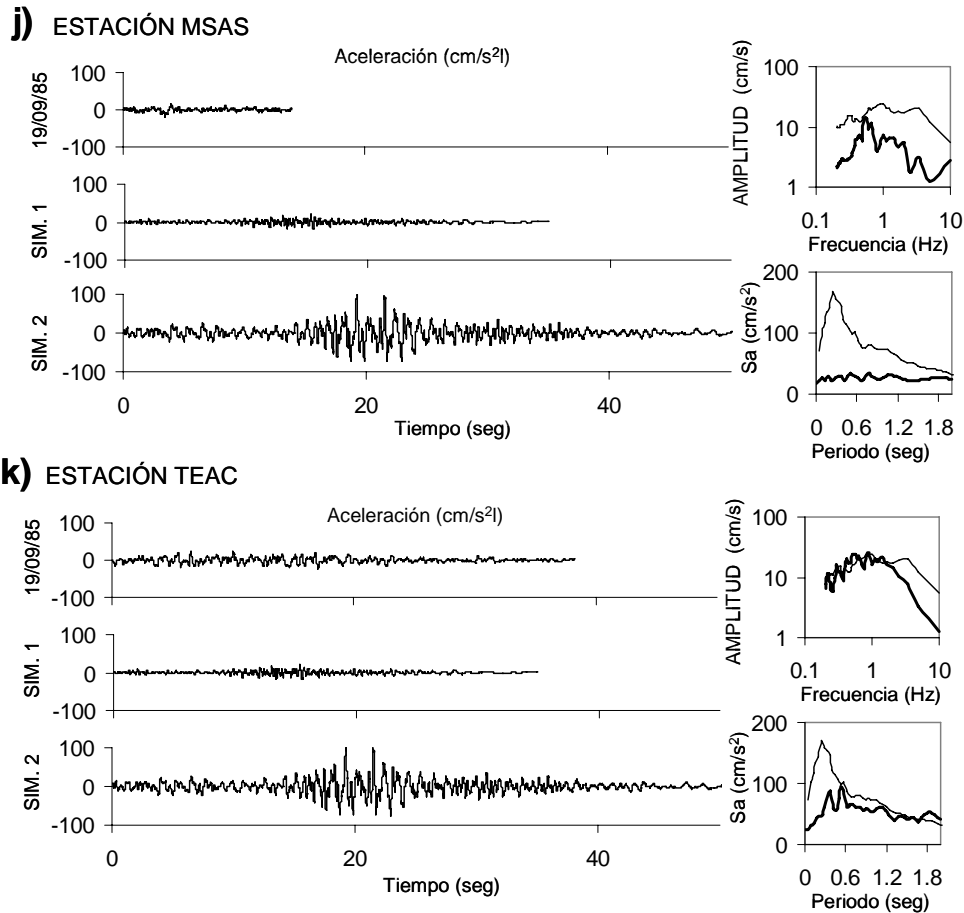 j) ESTACIÓN MSAS
Aceleración (cm/s²l)
19/09/85
100
0
-100
SIM. 1
100
0
-100
SIM. 2
100
0
-100
0 20 40
Tiempo (seg)
AMPLITUD (cm/s)
100
10
1
0.1 1 10
Frecuencia (Hz)
Sa (cm/s²)
200
100
0
0 0.6 1.2 1.8
Periodo (seg)
k) ESTACIÓN TEAC
Aceleración (cm/s²l)
19/09/85
100
0
-100
SIM. 1
100
0
-100
SIM. 2
100
0
-100
0 20 40
Tiempo (seg)
AMPLITUD (cm/s)
100
10
1
0.1 1 10
Frecuencia (Hz)
Sa (cm/s²)
200
100
0
0 0.6 1.2 1.8
Periodo (seg)